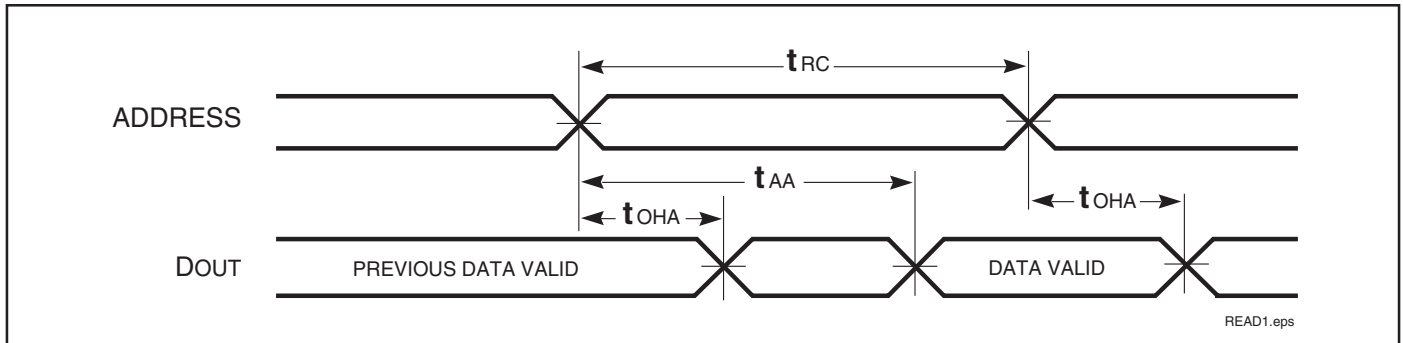 tRC
ADDRESS
tAA
tOHA
tOHA
DOUT
PREVIOUS DATA VALID
DATA VALID
READ1.eps